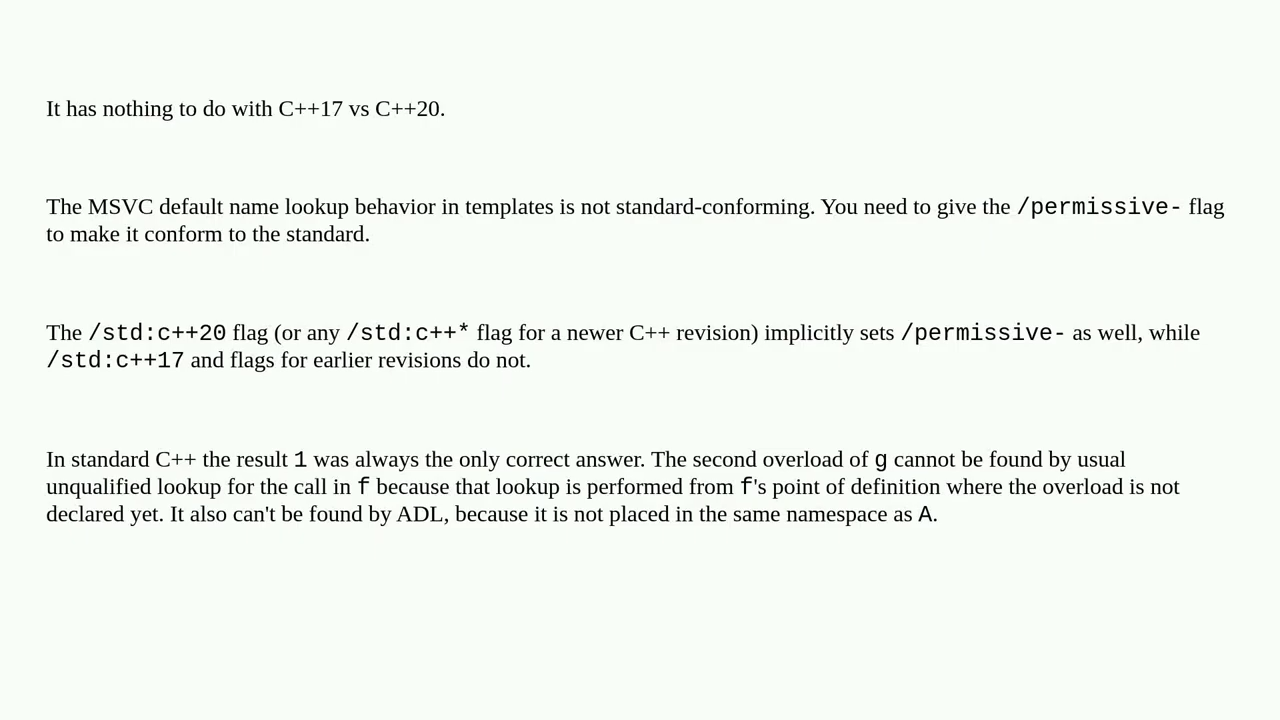 It has nothing to do with C++17 vs C++20.
The MSVC default name lookup behavior in templates is not standard-conforming. You need to give the /permissive- flag
to make it conform to the standard.
The /std:c++20 flag (or any /std:c++* flag for a newer C++ revision) implicitly sets /permissive- as well, while
/std:c++17 and flags for earlier revisions do not.
In standard C++ the result 1 was always the only correct answer. The second overload of g cannot be found by usual
unqualified lookup for the call in f because that lookup is performed from f's point of definition where the overload is not
declared yet. It also can't be found by ADL, because it is not placed in the same namespace as A.